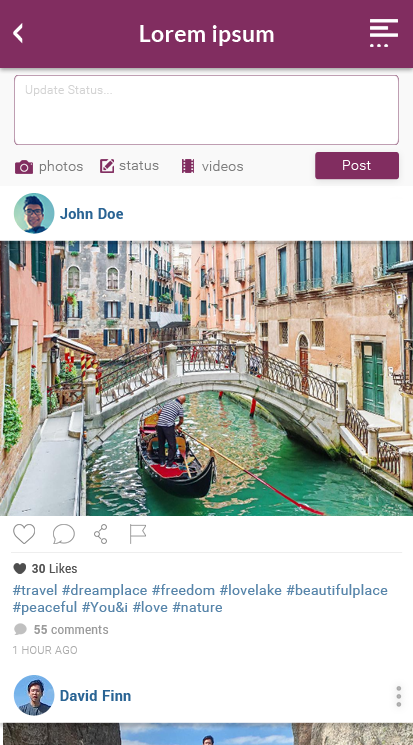 Lorem ipsum
Update Status...
photos status videos Post
John Doe
30 Likes
#travel #dreamplace #freedom #lovelake #beautifulplace
#peaceful #You&i #love #nature
55 comments
1 HOUR AGO
David Finn